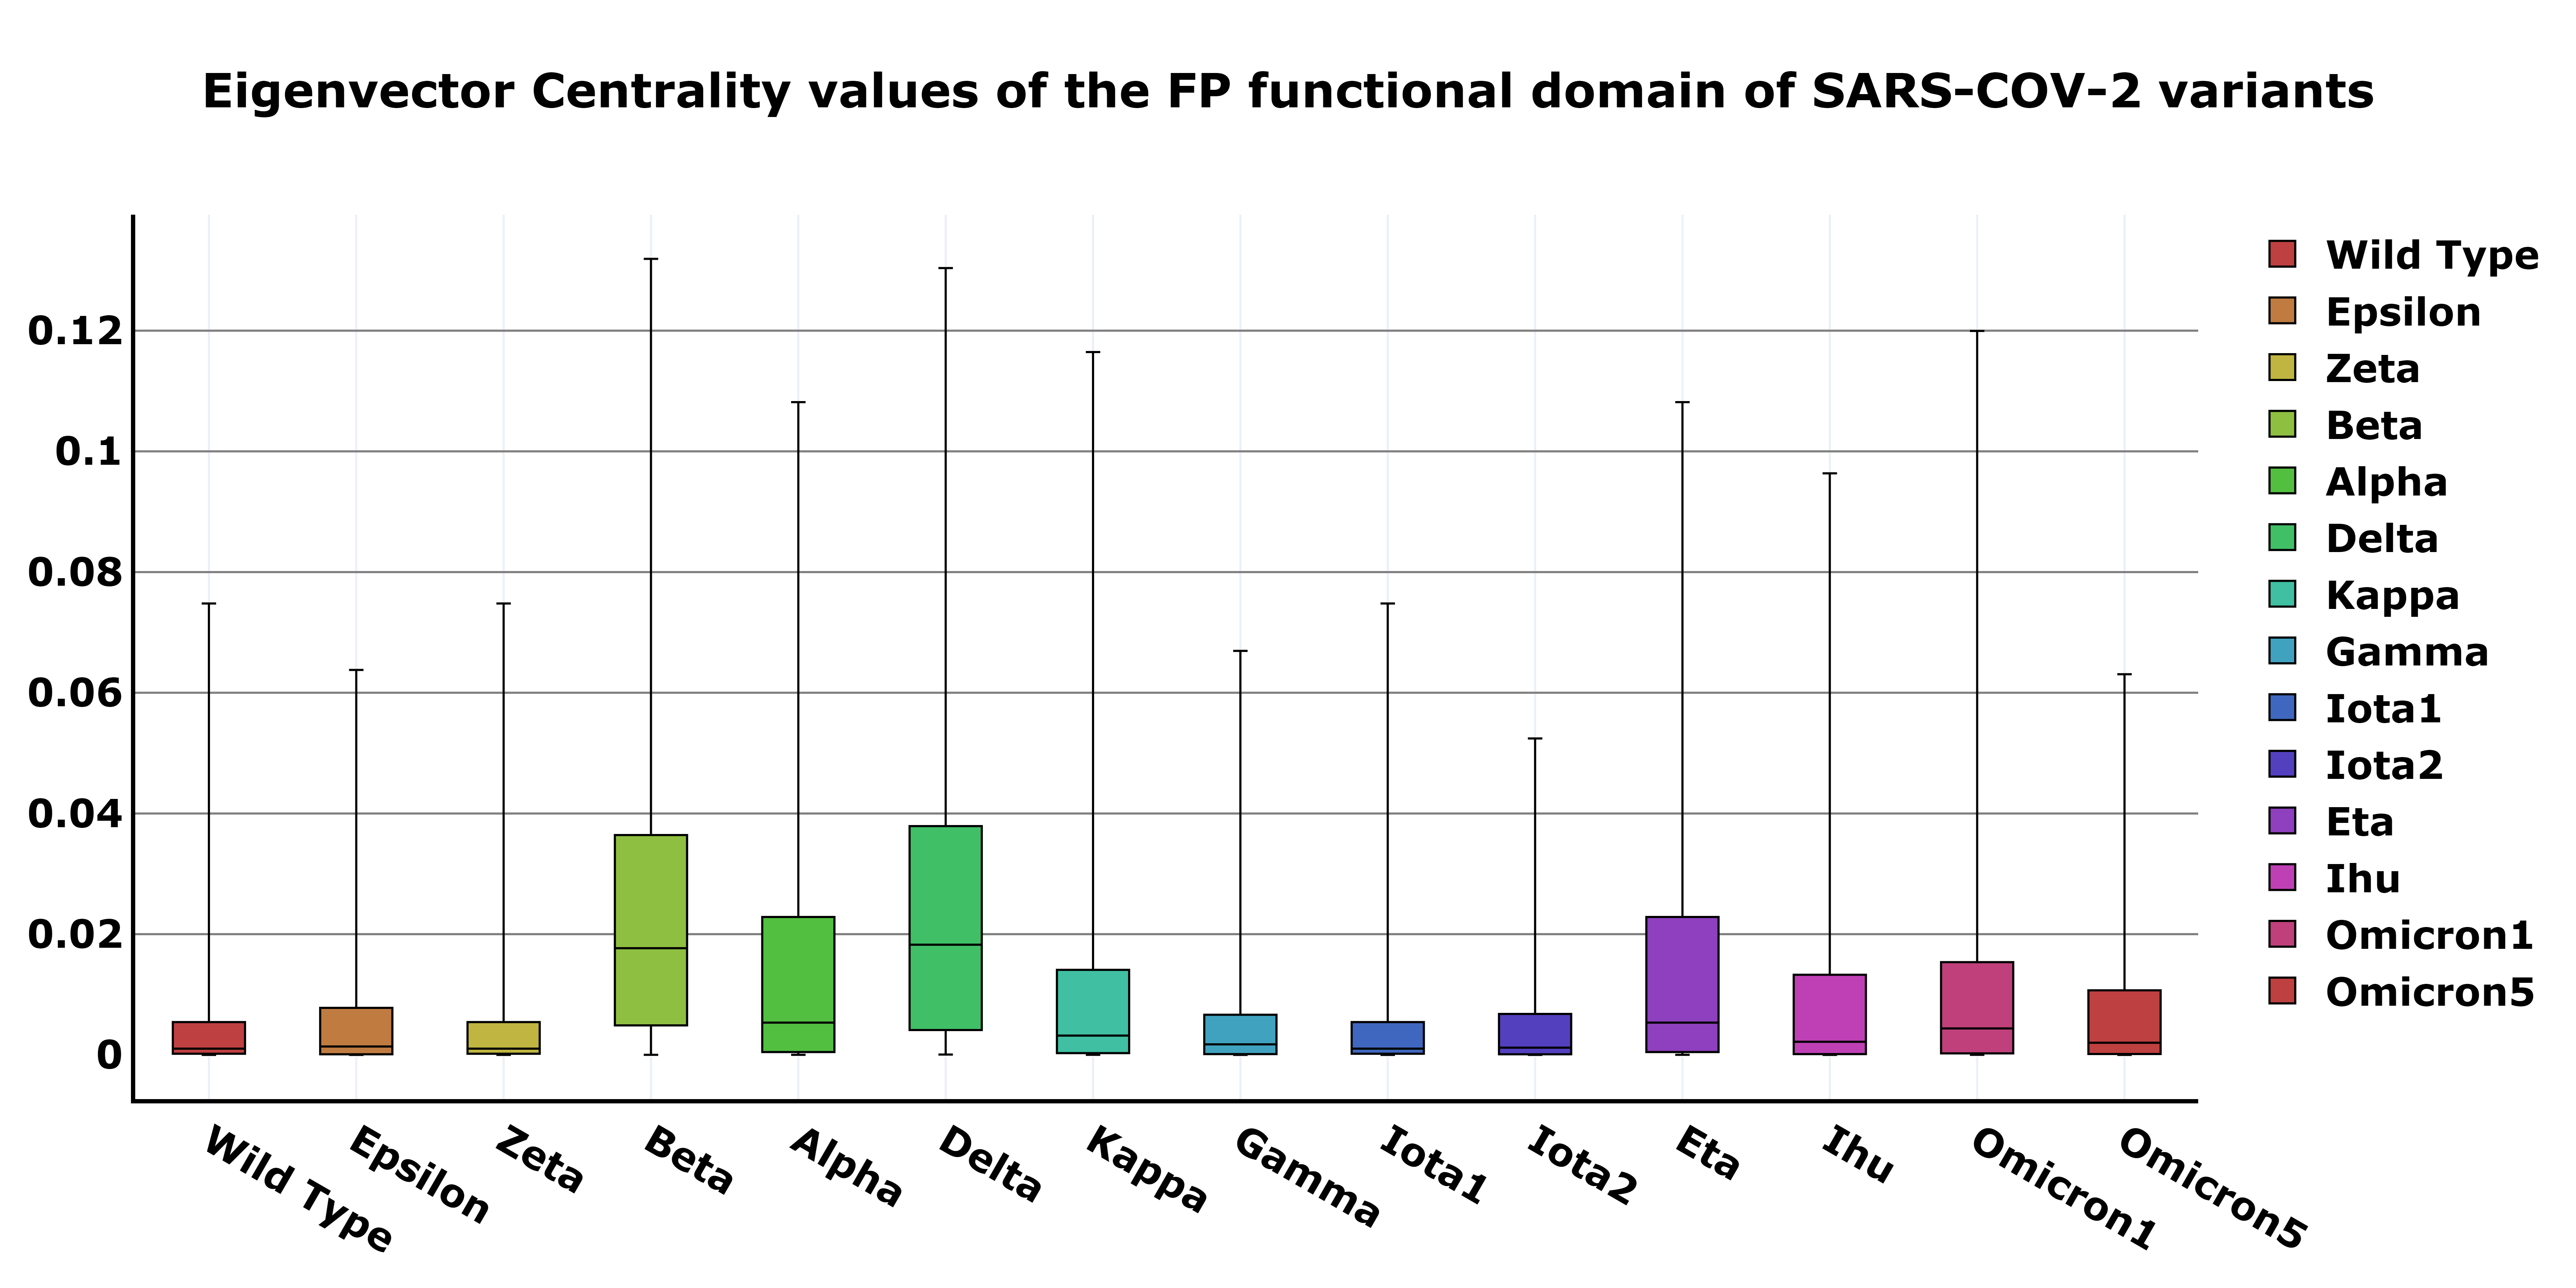 Eigenvector Centrality values of the FP functional domain of SARS-COV-2 variants
0.12
0.1
0.08
0.06
0.04
0.02
0
Wild Type
Epsilon
Zeta
Beta
Alpha
Delta
Kappa
Gamma
Iota1
Iota2
Eta
Ihu
Omicron1
Omicron5
Wild Type
Epsilon
Zeta
Beta
Alpha
Delta
Kappa
Gamma
Iota1
Iota2
Eta
Ihu
Omicron1
Omicron5